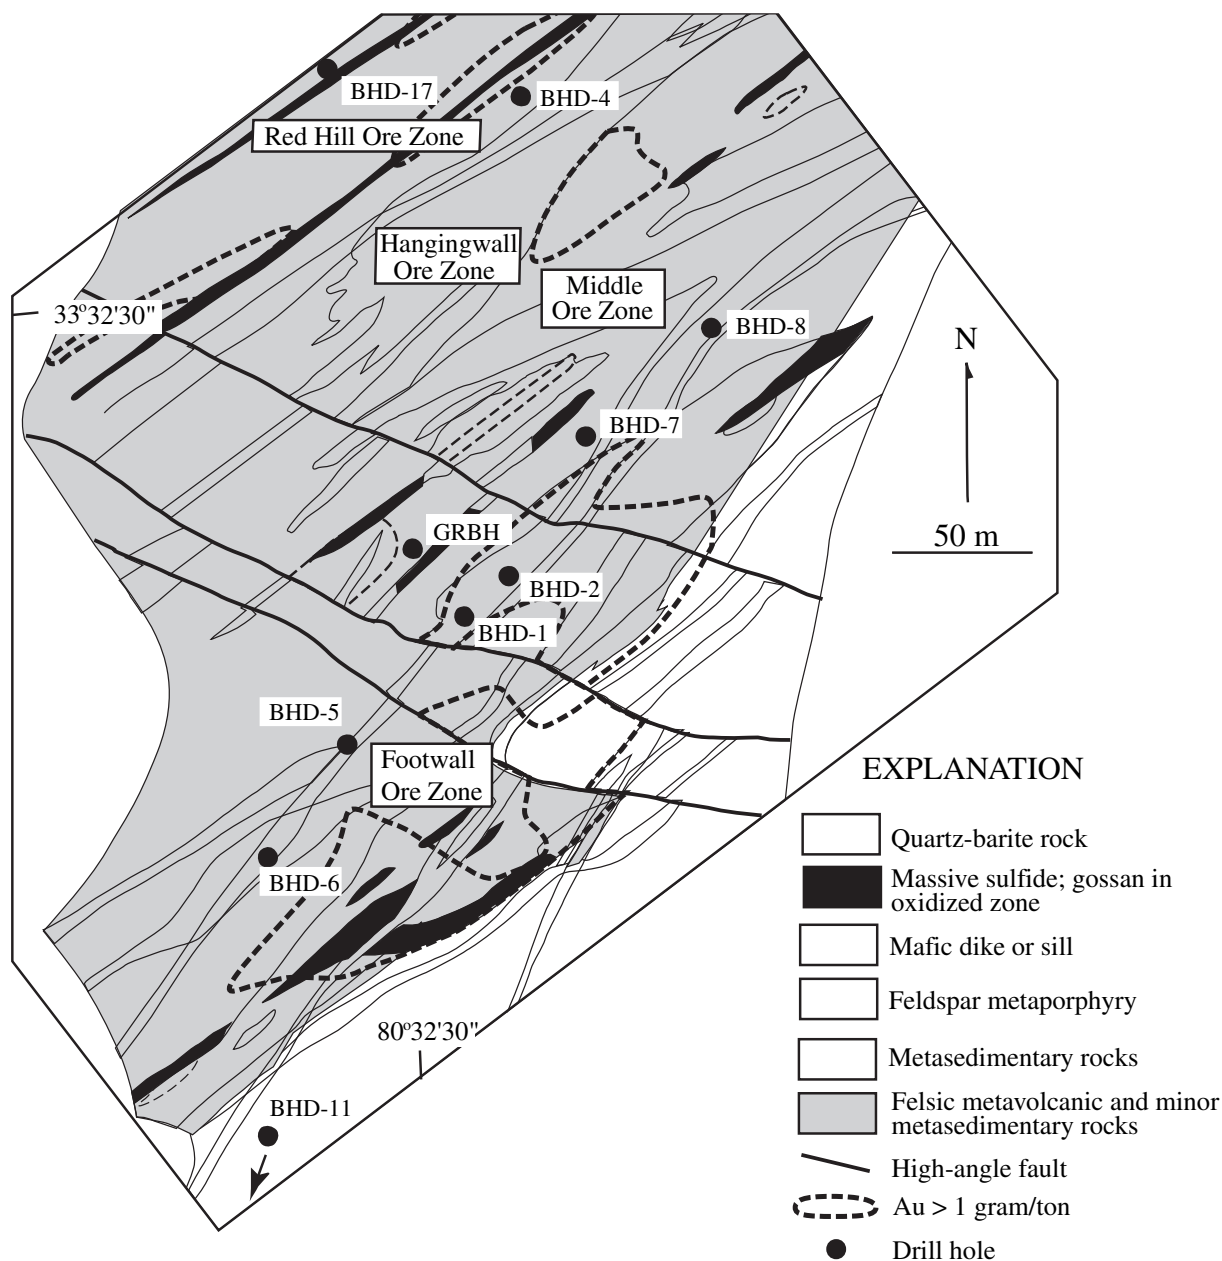 BHD-17
BHD-4
Red Hill Ore Zone
Hangingwall
Ore Zone
Middle
Ore Zone
33º32'30"
BHD-8
N
BHD-7
50 m
GRBH
BHD-2
BHD-1
BHD-5
Footwall
Ore Zone
BHD-6
80º32'30"
BHD-11
EXPLANATION
Quartz-barite rock
Massive sulfide; gossan in
oxidized zone
Mafic dike or sill
Feldspar metaporphyry
Metasedimentary rocks
Felsic metavolcanic and minor
metasedimentary rocks
High-angle fault
Au > 1 gram/ton
Drill hole